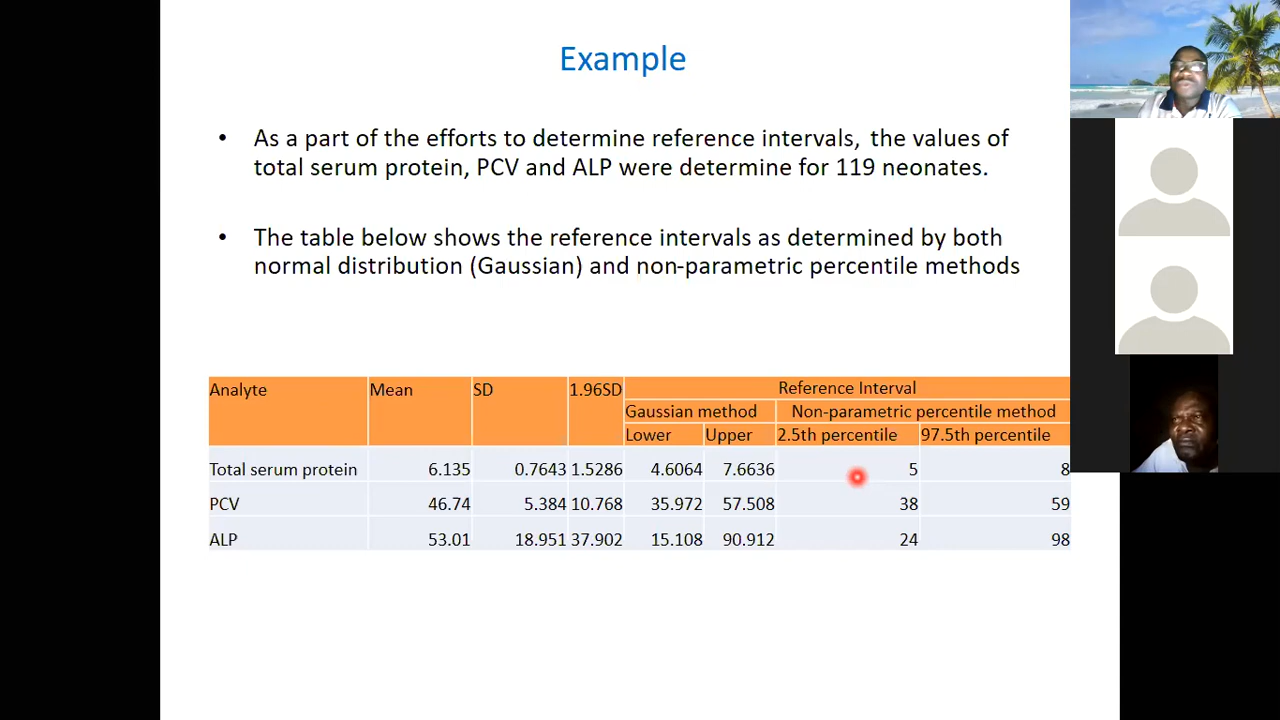 Example
• As a part of the efforts to determine reference intervals, the values of
total serum protein, PCV and ALP were determine for 119 neonates.
• The table below shows the reference intervals as determined by both
normal distribution (Gaussian) and non-parametric percentile methods
Analyte Mean SD 1.96SD Reference Interval
Gaussian method Non-parametric percentile method
Lower Upper 2.5th percentile 97.5th percentile
Total serum protein 6.135 0.7643 1.5286 4.6064 7.6636 5 8
PCV 46.74 5.384 10.768 35.972 57.508 38 59
ALP 53.01 18.951 37.902 15.108 90.912 24 98